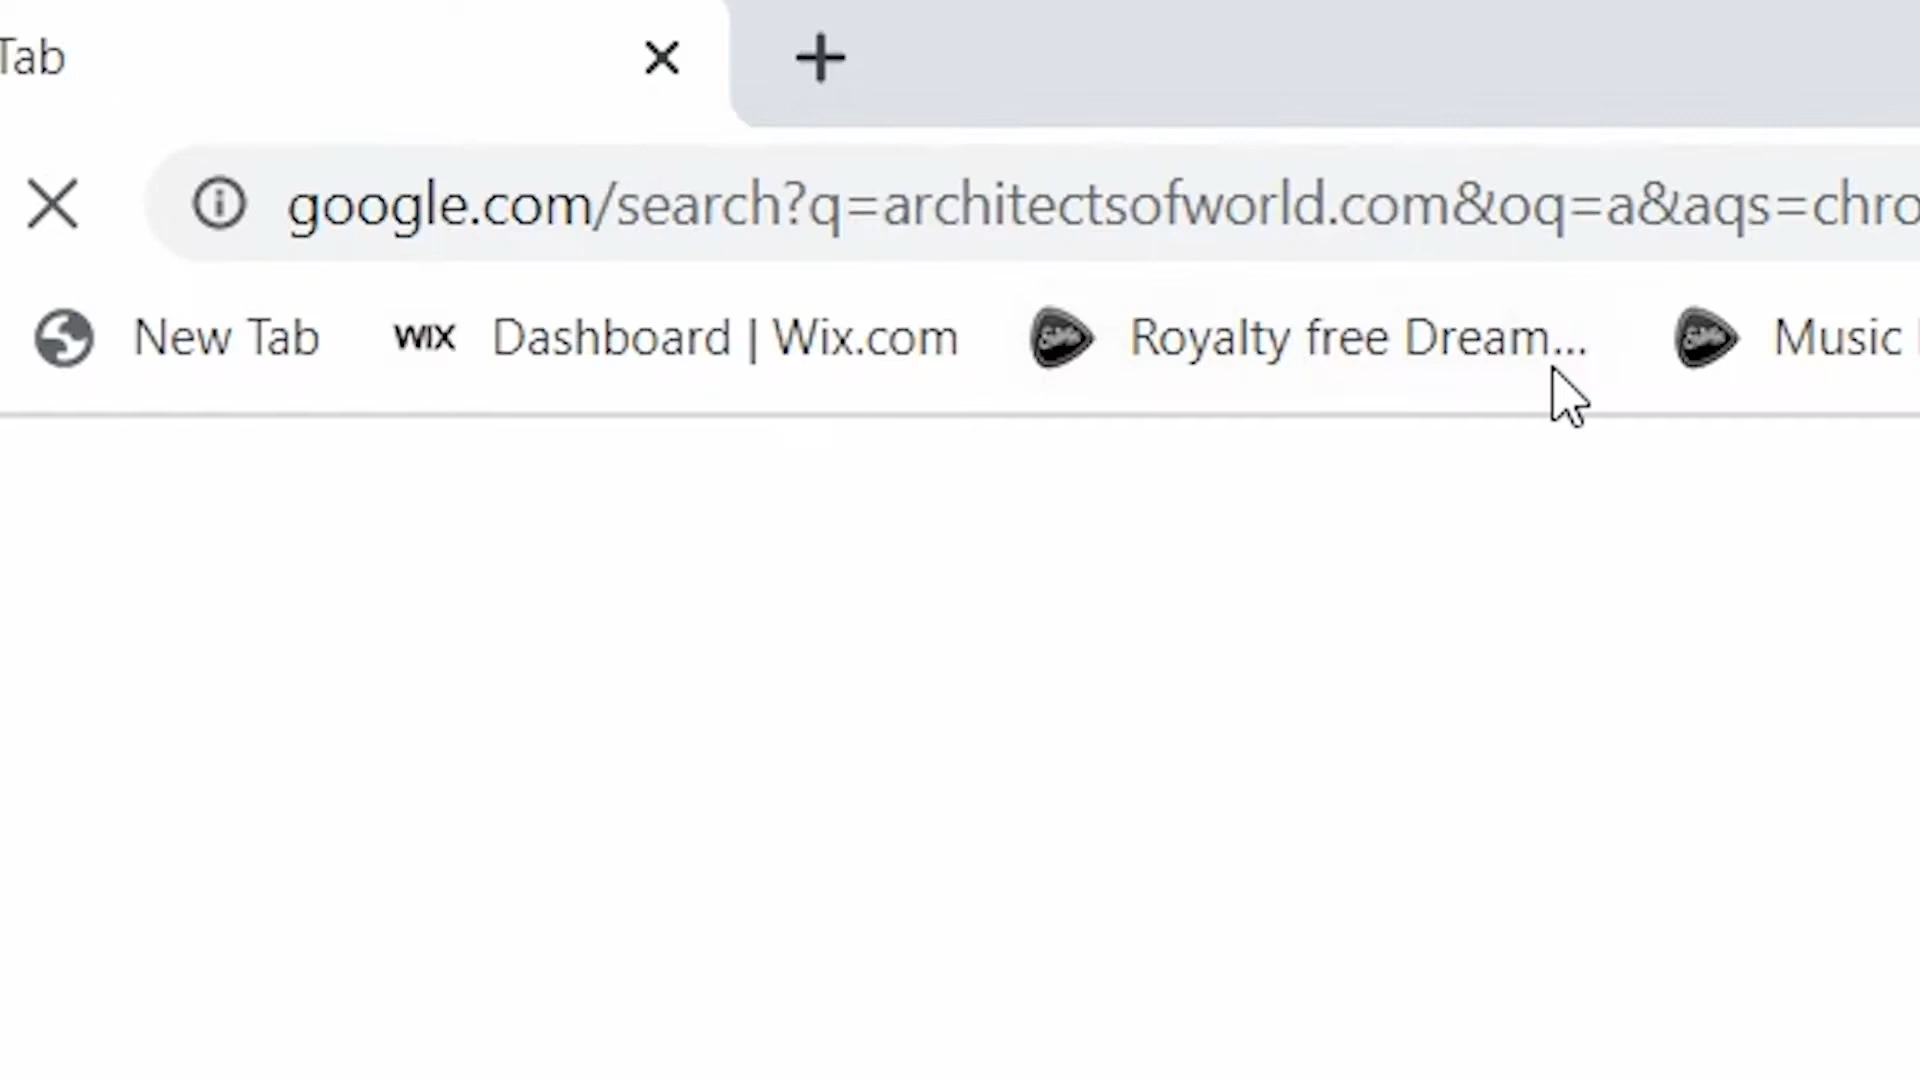 Tab
google.com/search?q=architectsofworld.com&oq=a&aqs=chro
New Tab WIX Dashboard | Wix.com Royalty free Dream... Music